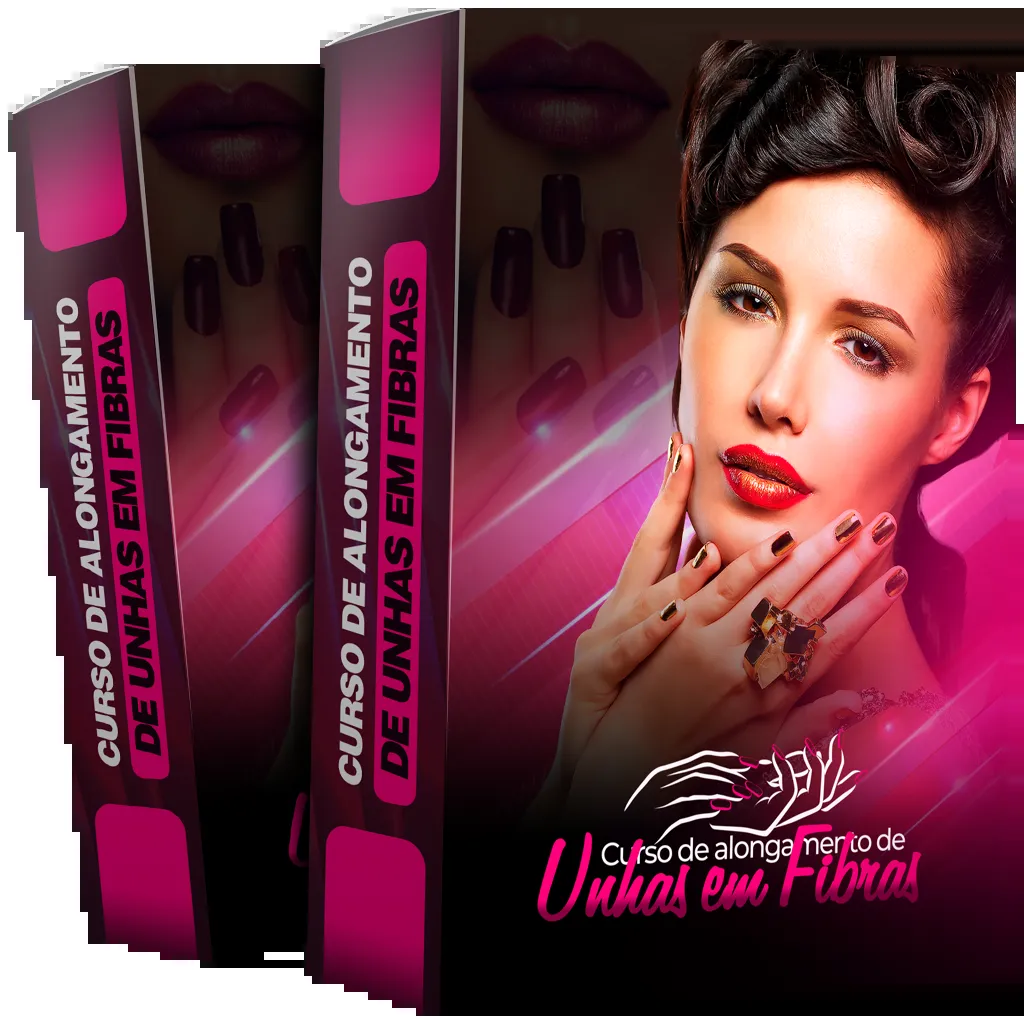 CURSO DE ALONGAMENTO
DE UNHAS EM FIBRAS
CURSO DE ALONGAMENTO
DE UNHAS EM FIBRAS
Curso de alongamento de
Unhas em Fibras